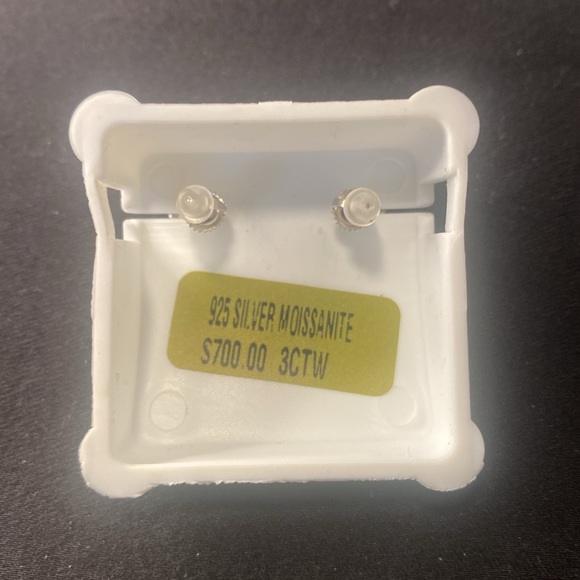 925 SILVER MOISSANITE
$700.00 3CTW